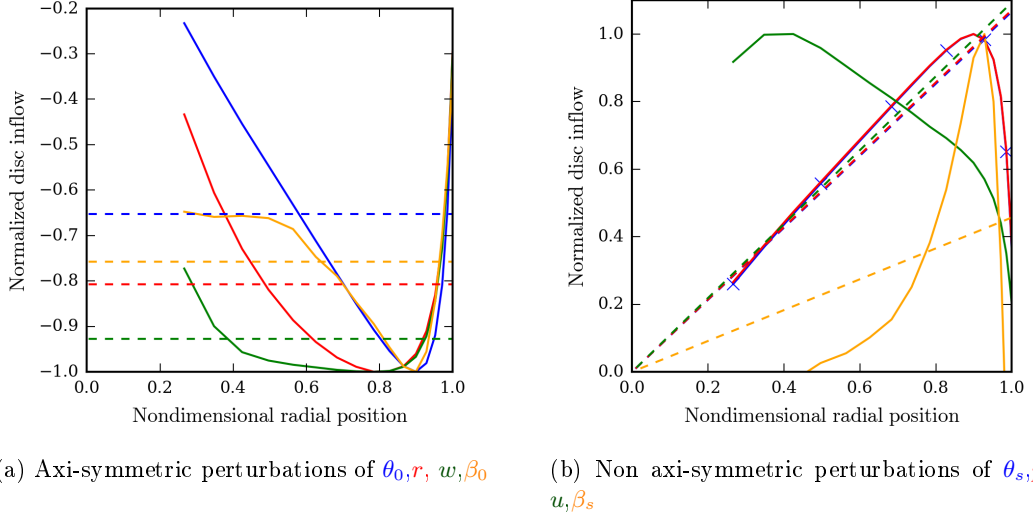 −0.2
−0.3
−0.4
−0.5
−0.6
−0.7
−0.8
−0.9
−1.0
0.0 0.2 0.4 0.6 0.8 1.0
Normalized disc inflow
Nondimensional radial position
a) Axi-symmetric perturbations of θ₀,r, w,β₀
1.0
0.8
0.6
0.4
0.2
0.0
0.0 0.2 0.4 0.6 0.8 1.0
Normalized disc inflow
Nondimensional radial position
(b) Non axi-symmetric perturbations of θₛ,
u,βₛ